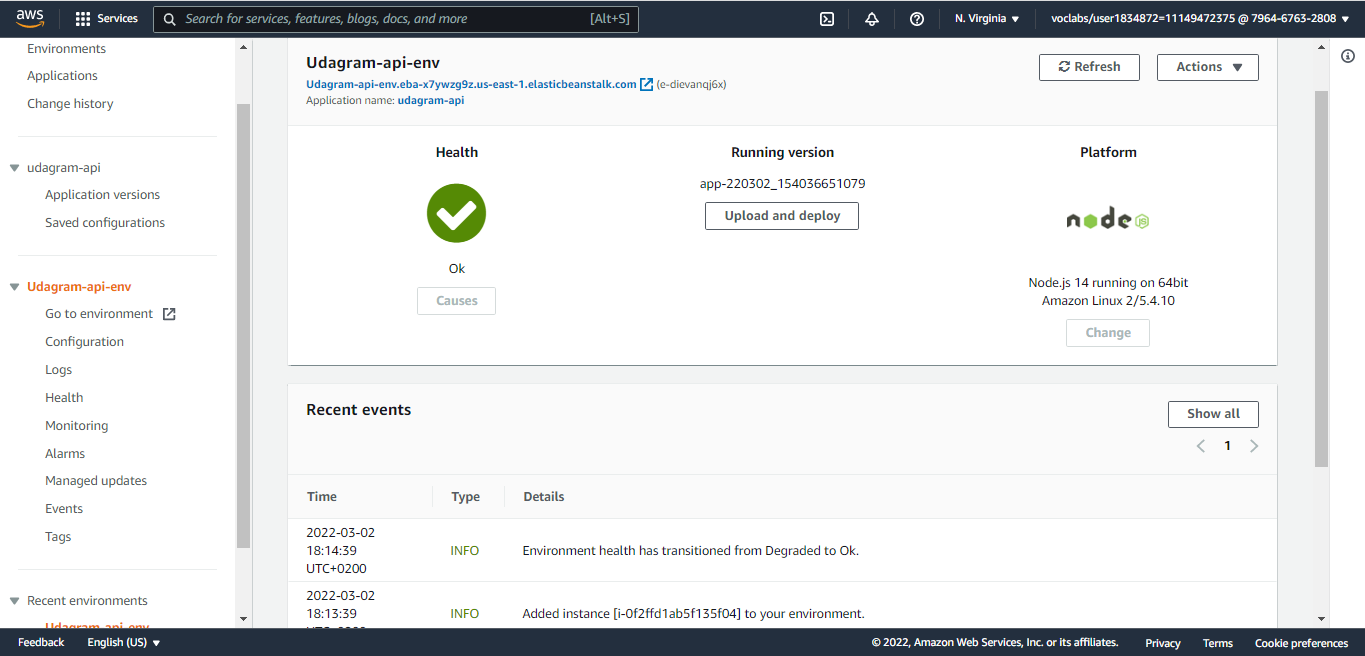 aws
Services
Search for services, features, blogs, docs, and more
[Alt+S]
N. Virginia
voclabs/user1834872=11149472375 @ 7964-6763-2808
Environments
Applications
Change history
udagram-api
Application versions
Saved configurations
Udagram-api-env
Go to environment
Configuration
Logs
Health
Monitoring
Alarms
Managed updates
Events
Tags
Recent environments
Udagram-api-env
Udagram-api-env
Udagram-api-env.eba-x7ywzg9z.us-east-1.elasticbeanstalk.com (e-dievanqj6x)
Application name: udagram-api
Refresh
Actions
Health
Ok
Causes
Running version
app-220302_154036651079
Upload and deploy
Platform
node
JS
Node.js 14 running on 64bit
Amazon Linux 2/5.4.10
Change
Recent events
Show all
1
Time Type Details
2022-03-02
18:14:39
UTC+0200
INFO
Environment health has transitioned from Degraded to Ok.
2022-03-02
18:13:39
UTC+0200
INFO
Added instance [i-0f2ffd1ab5f135f04] to your environment.
Feedback
English (US)
© 2022, Amazon Web Services, Inc. or its affiliates.
Privacy
Terms
Cookie preferences